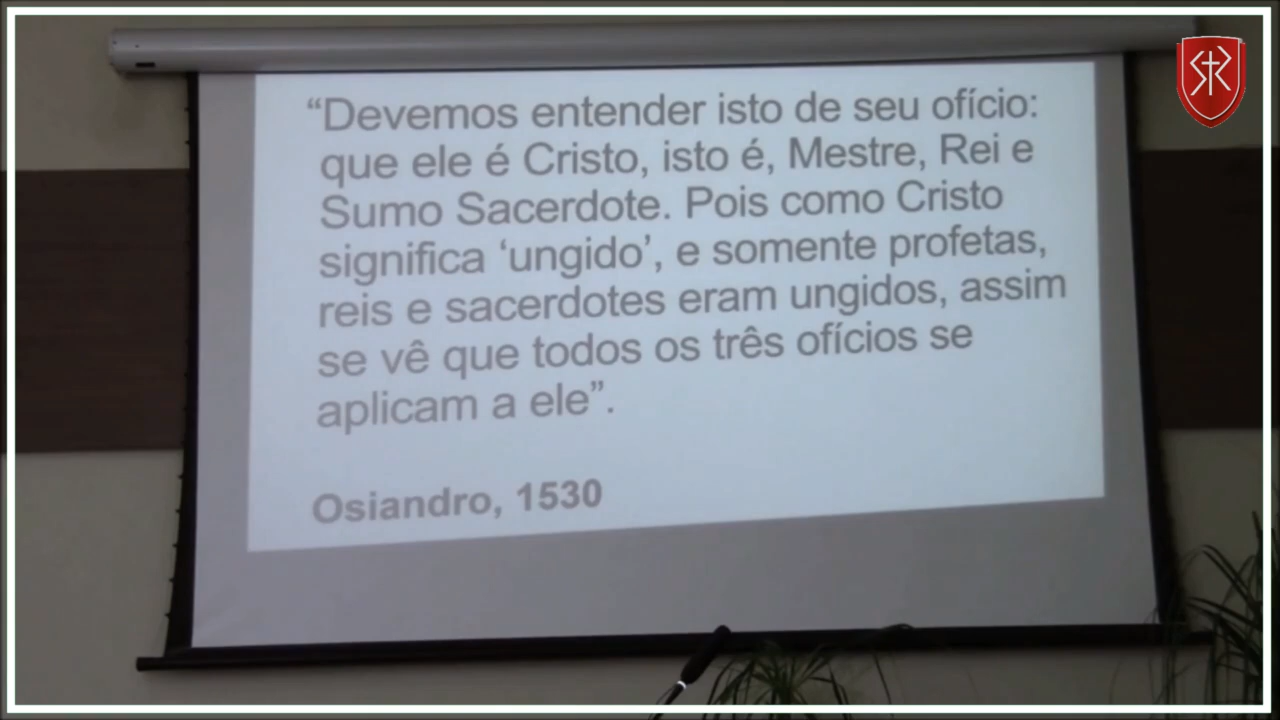 “Devemos entender isto de seu ofício:
que ele é Cristo, isto é, Mestre, Rei e
Sumo Sacerdote. Pois como Cristo
significa ‘ungido’, e somente profetas,
reis e sacerdotes eram ungidos, assim
se vê que todos os três ofícios se
aplicam a ele”.
Osiandro, 1530